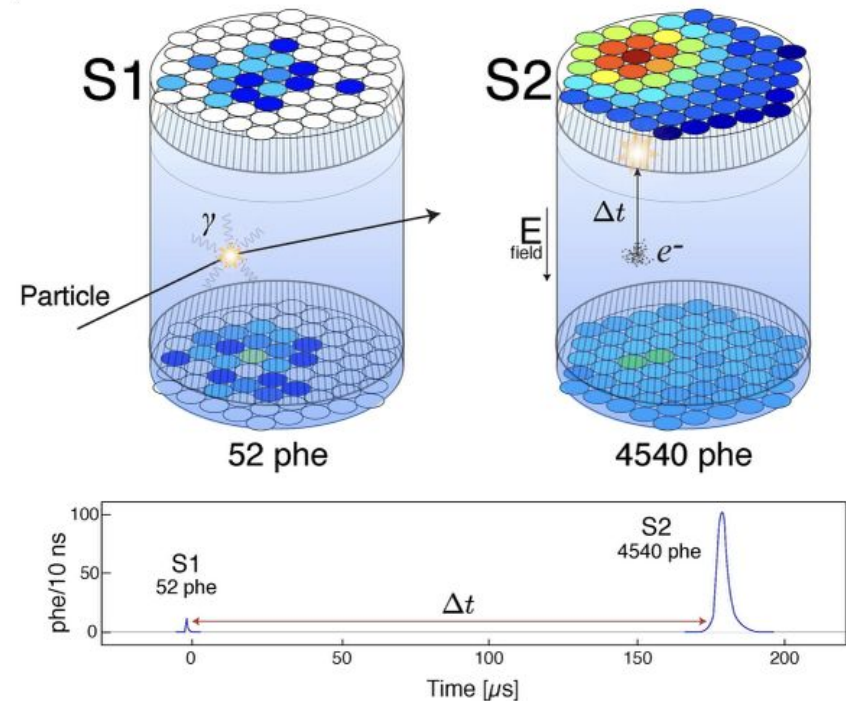 S1
γ
Particle
52 phe
S2
Δt
E
field
e-
4540 phe
phe/10 ns
100
50
0
S1
52 phe
Δt
S2
4540 phe
0
50
100
150
200
Time [µs]